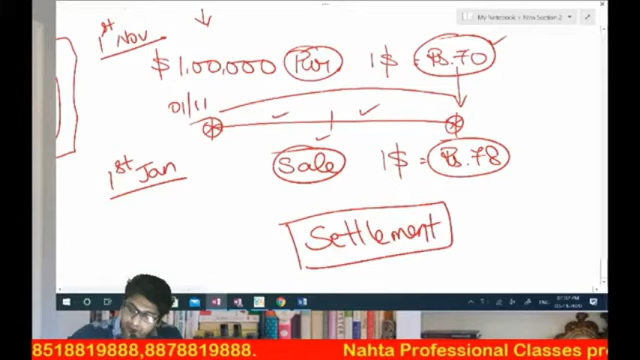 My Notebook • New Section 2
1st Nov
$1,00,000 Pur 1$ = Rs.70
01/11
Sale 1$ = Rs.78
1st Jan
Settlement
8518819888,8878819888. Nahta Professional Classes pro